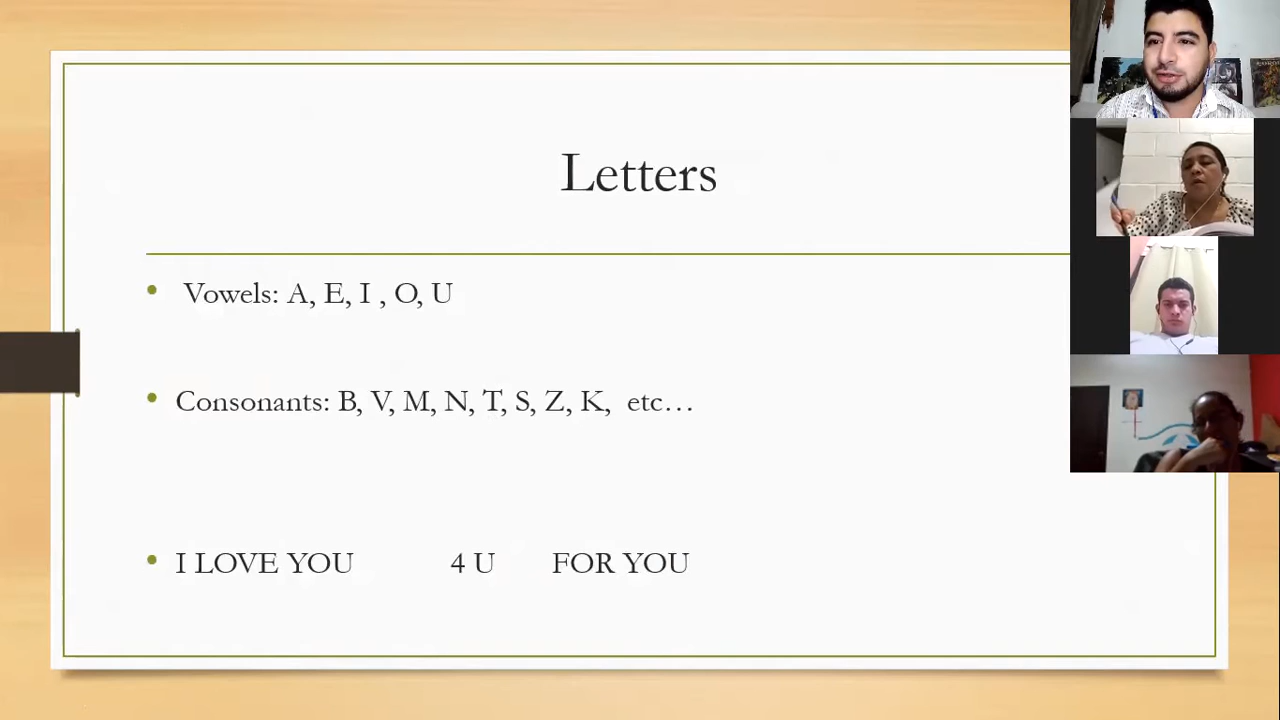 Letters
Vowels: A, E, I , O, U
Consonants: B, V, M, N, T, S, Z, K,  etc…
I LOVE YOU 4 U FOR YOU